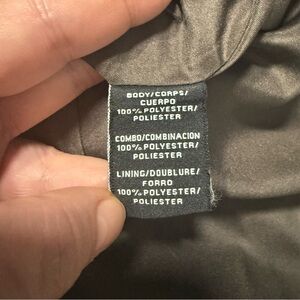 BODY/CORPS/
CUERPO
100% POLYESTER/
POLIESTER
COMBO/COMBINACION
100% POLYESTER/
POLIESTER
LINING/DOUBLURE/
FORRO
100% POLYESTER/
POLIESTER